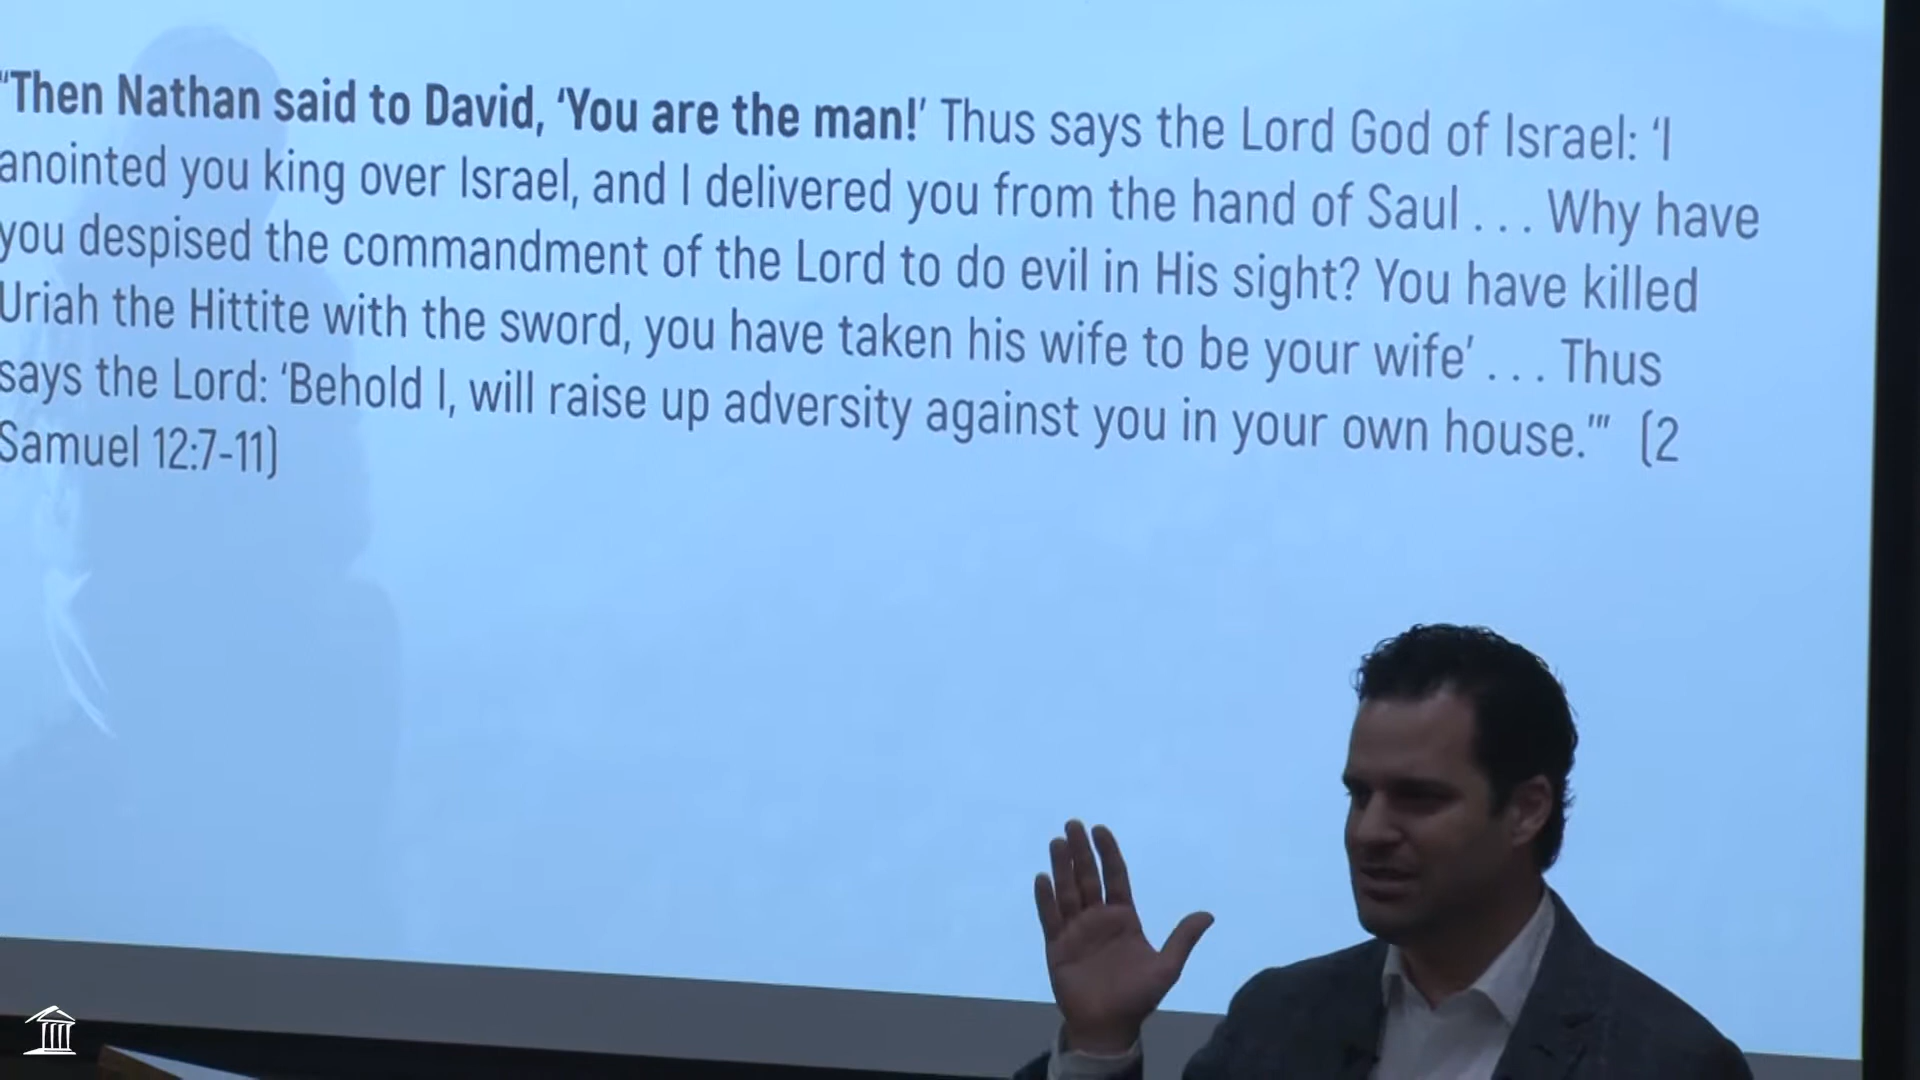 “Then Nathan said to David, ‘You are the man!’ Thus says the Lord God of Israel: ‘I
anointed you king over Israel, and I delivered you from the hand of Saul . . . Why have
you despised the commandment of the Lord to do evil in His sight? You have killed
Uriah the Hittite with the sword, you have taken his wife to be your wife’ . . . Thus
says the Lord: ‘Behold I, will raise up adversity against you in your own house.’” (2
Samuel 12:7-11)